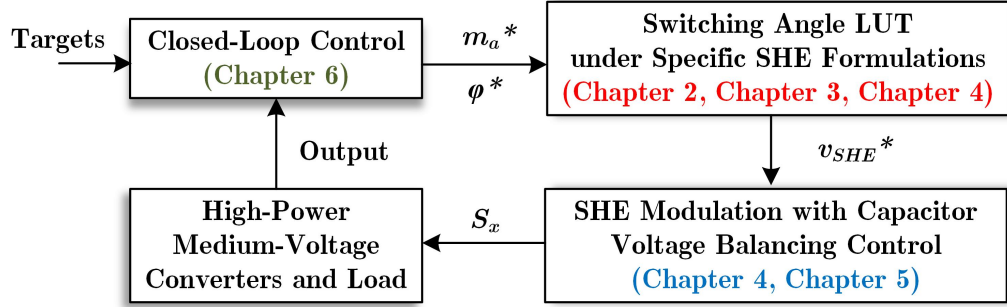 Targets
Closed-Loop Control
(Chapter 6)
m_a*
φ*
Switching Angle LUT
under Specific SHE Formulations
(Chapter 2, Chapter 3, Chapter 4)
Output
v_SHE*
High-Power
Medium-Voltage
Converters and Load
S_x
SHE Modulation with Capacitor
Voltage Balancing Control
(Chapter 4, Chapter 5)